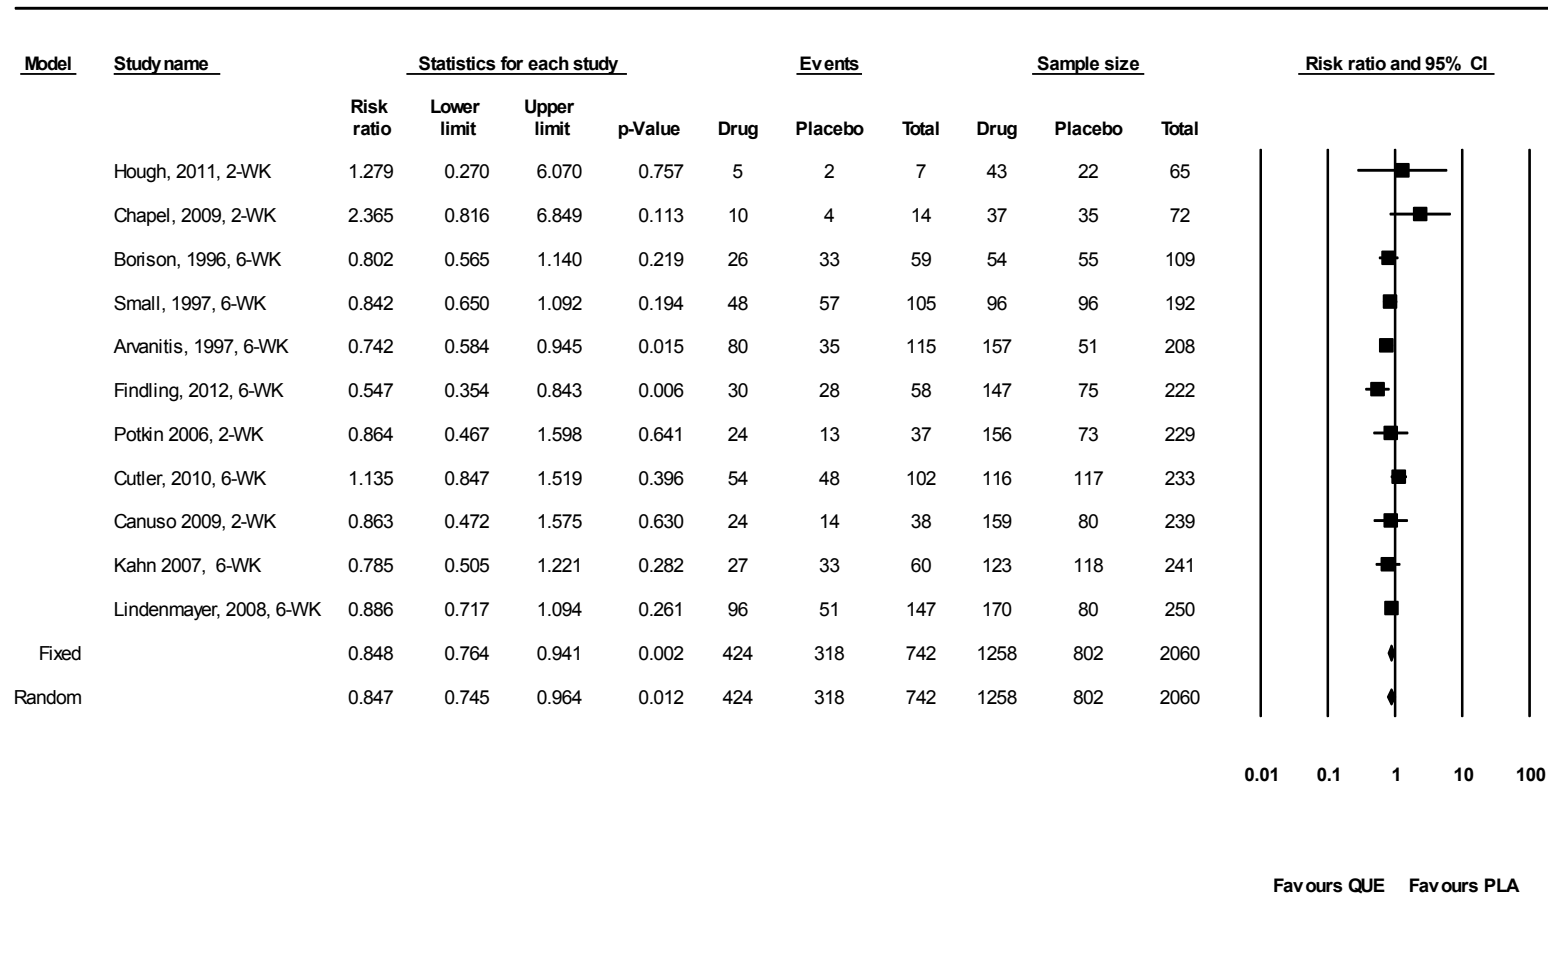 Model Study name Statistics for each study Events Sample size Risk ratio and 95% CI
Risk ratio Lower limit Upper limit p-Value Drug Placebo Total Drug Placebo Total
Hough, 2011, 2-WK 1.279 0.270 6.070 0.757 5 2 7 43 22 65
Chapel, 2009, 2-WK 2.365 0.816 6.849 0.113 10 4 14 37 35 72
Borison, 1996, 6-WK 0.802 0.565 1.140 0.219 26 33 59 54 55 109
Small, 1997, 6-WK 0.842 0.650 1.092 0.194 48 57 105 96 96 192
Arvanitis, 1997, 6-WK 0.742 0.584 0.945 0.015 80 35 115 157 51 208
Findling, 2012, 6-WK 0.547 0.354 0.843 0.006 30 28 58 147 75 222
Potkin 2006, 2-WK 0.864 0.467 1.598 0.641 24 13 37 156 73 229
Cutler, 2010, 6-WK 1.135 0.847 1.519 0.396 54 48 102 116 117 233
Canuso 2009, 2-WK 0.863 0.472 1.575 0.630 24 14 38 159 80 239
Kahn 2007, 6-WK 0.785 0.505 1.221 0.282 27 33 60 123 118 241
Lindenmayer, 2008, 6-WK 0.886 0.717 1.094 0.261 96 51 147 170 80 250
Fixed 0.848 0.764 0.941 0.002 424 318 742 1258 802 2060
Random 0.847 0.745 0.964 0.012 424 318 742 1258 802 2060
0.01 0.1 1 10 100
Favours QUE Favours PLA